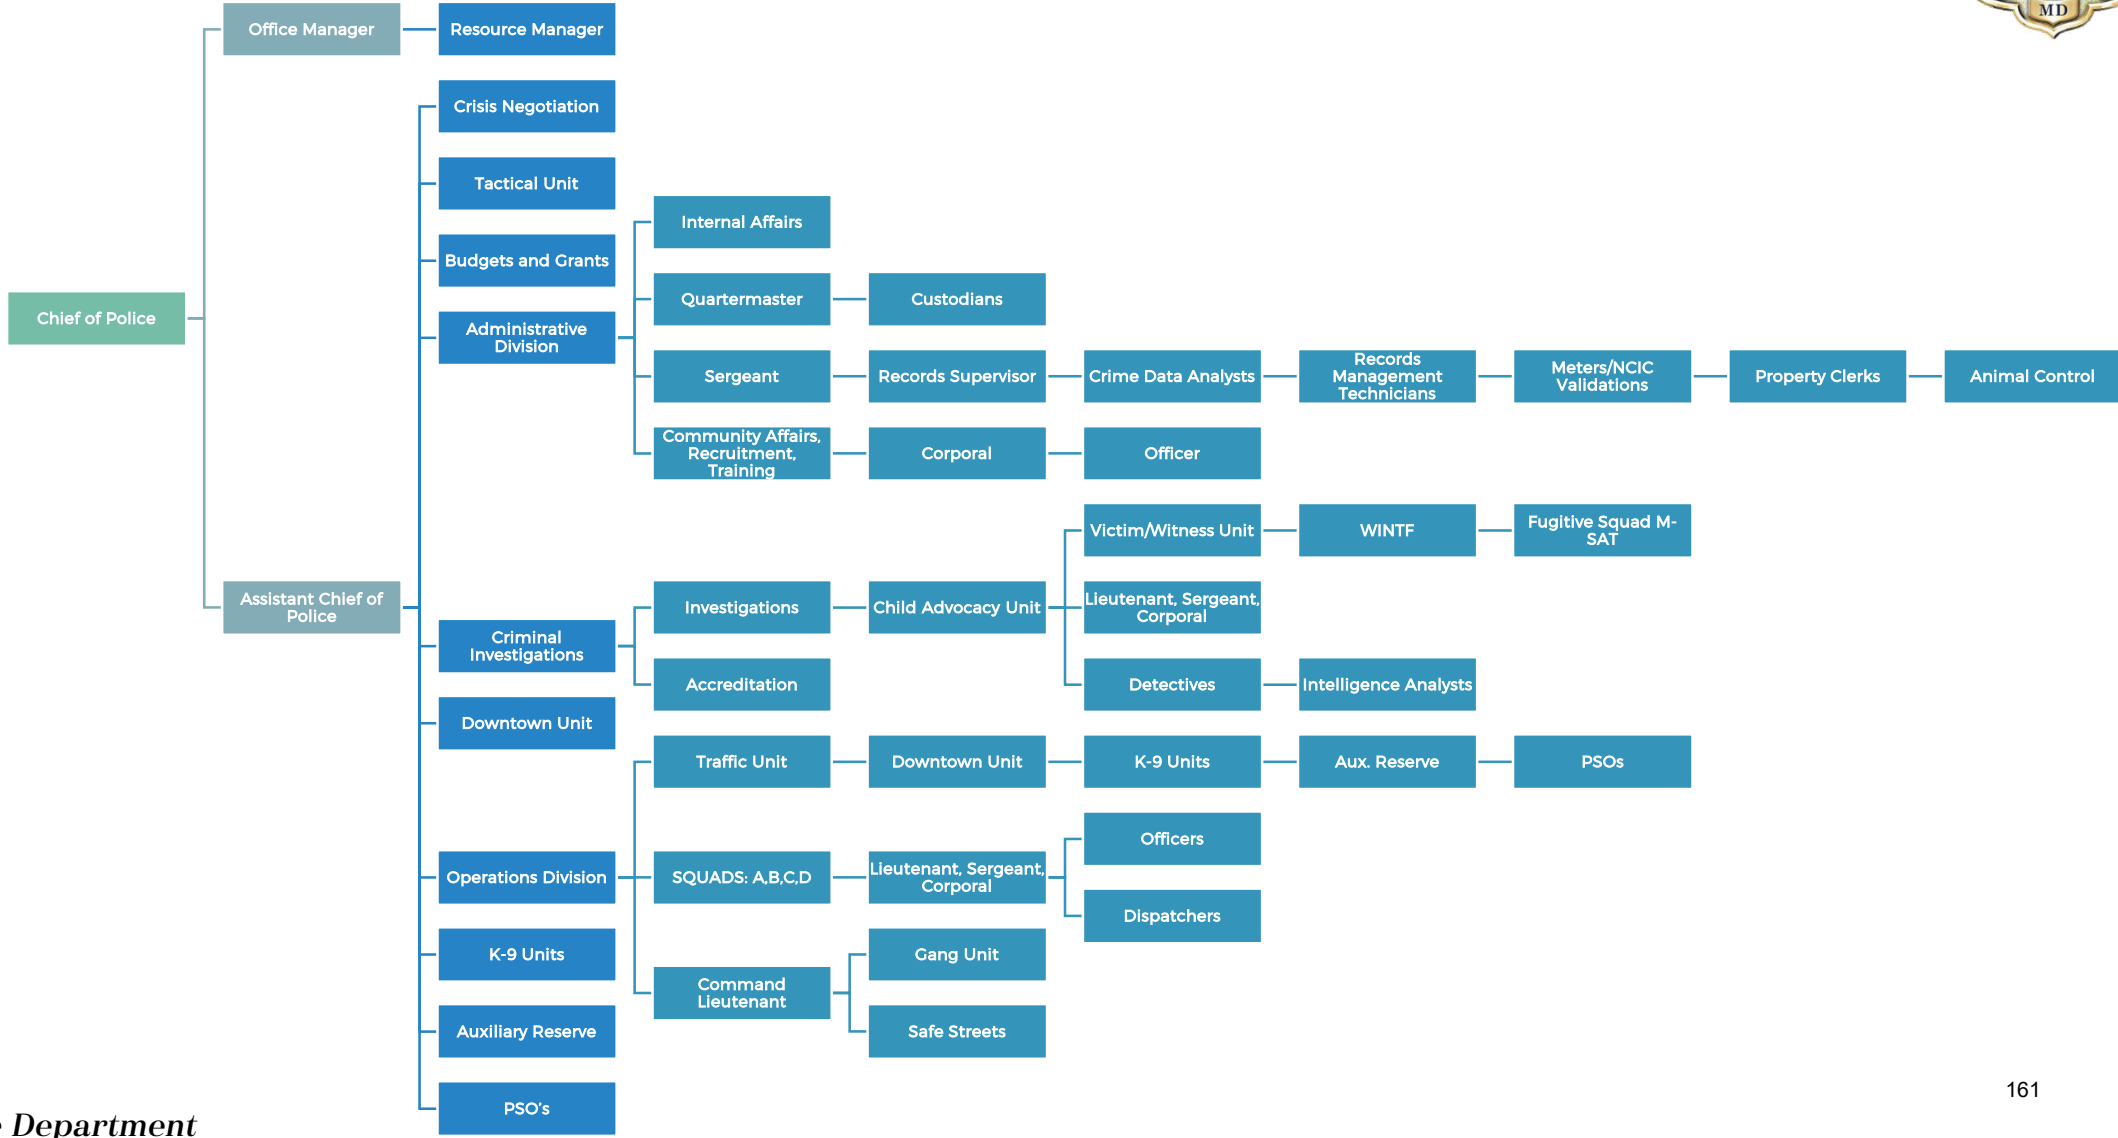 MD
Office Manager
Resource Manager
Crisis Negotiation
Tactical Unit
Internal Affairs
Budgets and Grants
Quartermaster
Custodians
Chief of Police
Administrative
Division
Sergeant
Records Supervisor
Crime Data Analysts
Records
Management
Technicians
Meters/NCIC
Validations
Property Clerks
Animal Control
Community Affairs,
Recruitment,
Training
Corporal
Officer
Victim/Witness Unit
WINTF
Fugitive Squad M-
SAT
Assistant Chief of
Police
Investigations
Child Advocacy Unit
Lieutenant, Sergeant,
Corporal
Criminal
Investigations
Accreditation
Detectives
Intelligence Analysts
Downtown Unit
Traffic Unit
Downtown Unit
K-9 Units
Aux. Reserve
PSOs
Officers
Operations Division
SQUADS: A,B,C,D
Lieutenant, Sergeant,
Corporal
Dispatchers
K-9 Units
Gang Unit
Command
Lieutenant
Auxiliary Reserve
Safe Streets
PSO's
161
Department